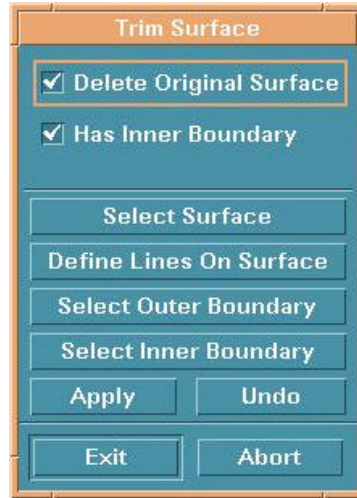 Trim Surface
Delete Original Surface
Has Inner Boundary
Select Surface
Define Lines On Surface
Select Outer Boundary
Select Inner Boundary
Apply Undo
Exit Abort